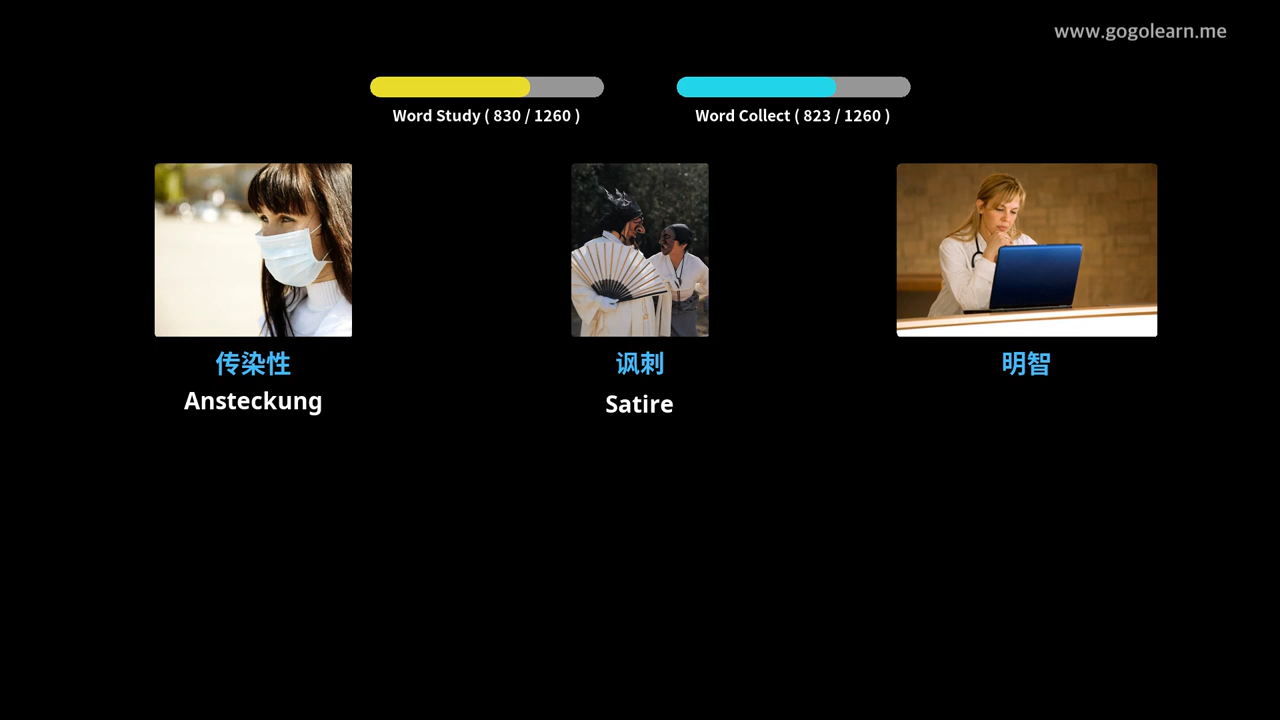 www.gogolearn.me
Word Study ( 830 / 1260 )
Word Collect ( 823 / 1260 )
传染性
讽刺
明智
Ansteckung
Satire